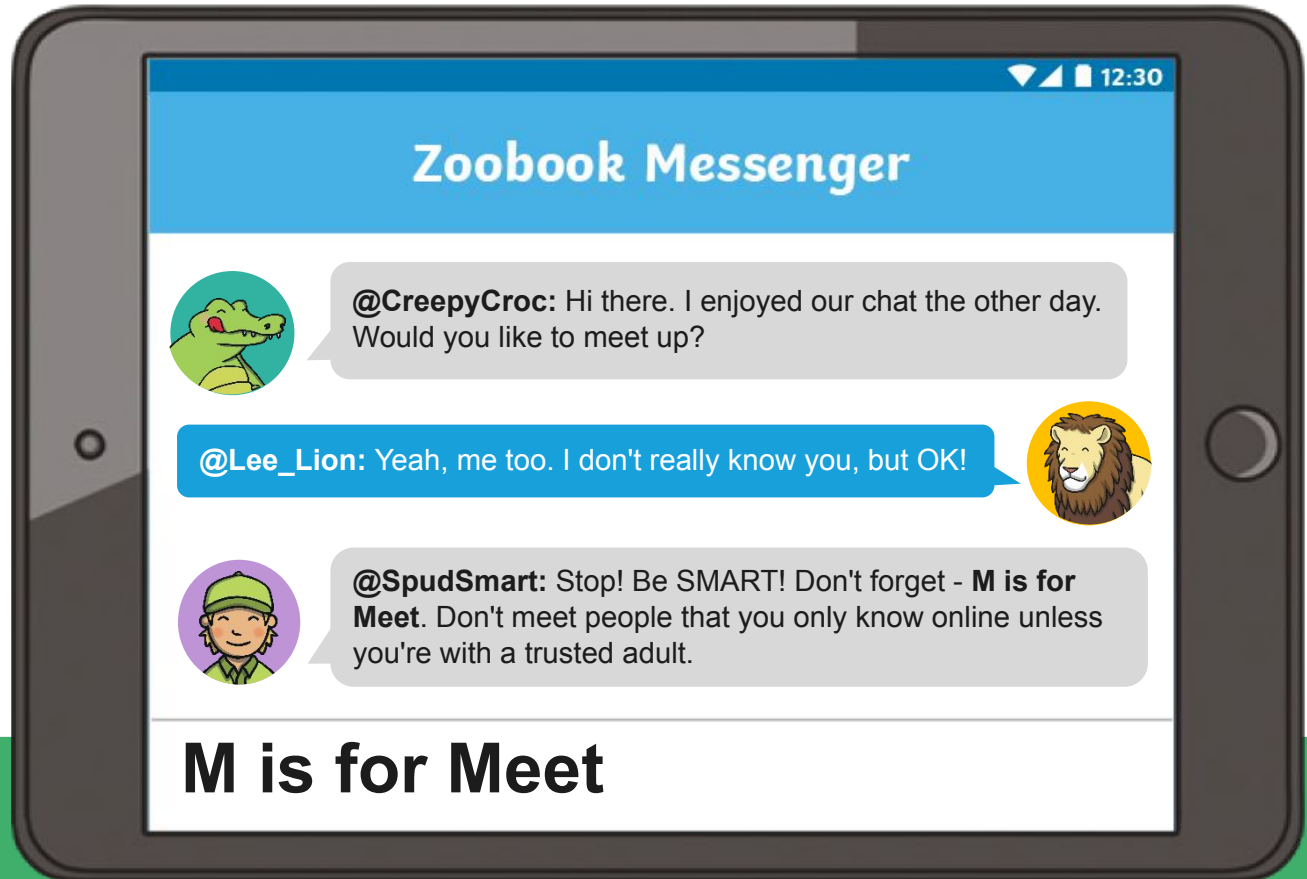 12:30
Zoobook Messenger
@CreepyCroc: Hi there. I enjoyed our chat the other day.
Would you like to meet up?
@Lee_Lion: Yeah, me too. I don't really know you, but OK!
@SpudSmart: Stop! Be SMART! Don't forget - M is for
Meet. Don't meet people that you only know online unless
you're with a trusted adult.
M is for Meet